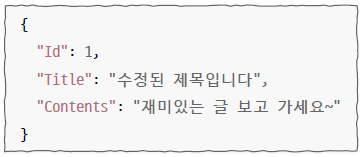 {
"Id": 1,
"Title": "수정된 제목입니다",
"Contents": "재미있는 글 보고 가세요~"
}